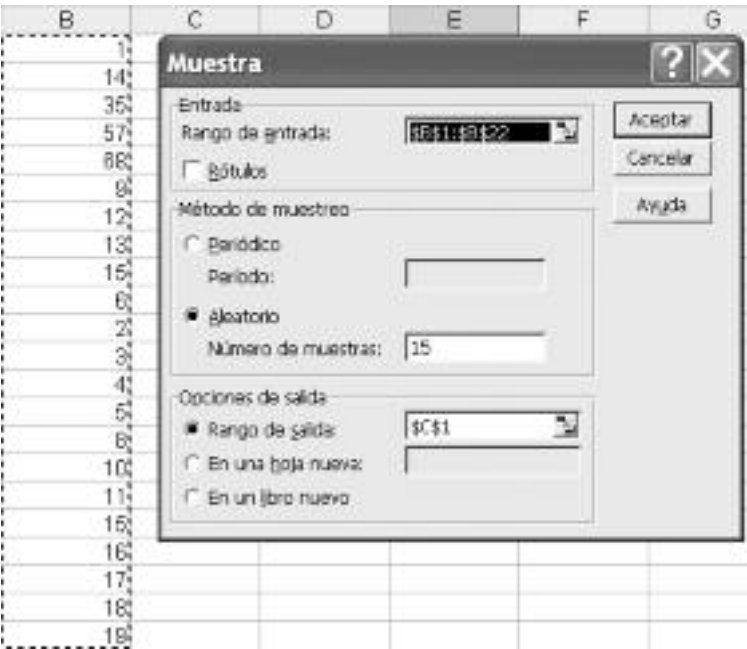 B C D E F G
1
14
35
57
68
9
12
13
15
6
2
3
4
5
8
10
11
15
16
17
18
19
Muestra
Entrada
Rango de entrada: $B$1:$B$22
Rótulos
Método de muestreo
Periódico
Período:
Aleatorio
Número de muestras: 15
Opciones de salida
Rango de salida: $C$1
En una hoja nueva:
En un libro nuevo
Aceptar
Cancelar
Ayuda